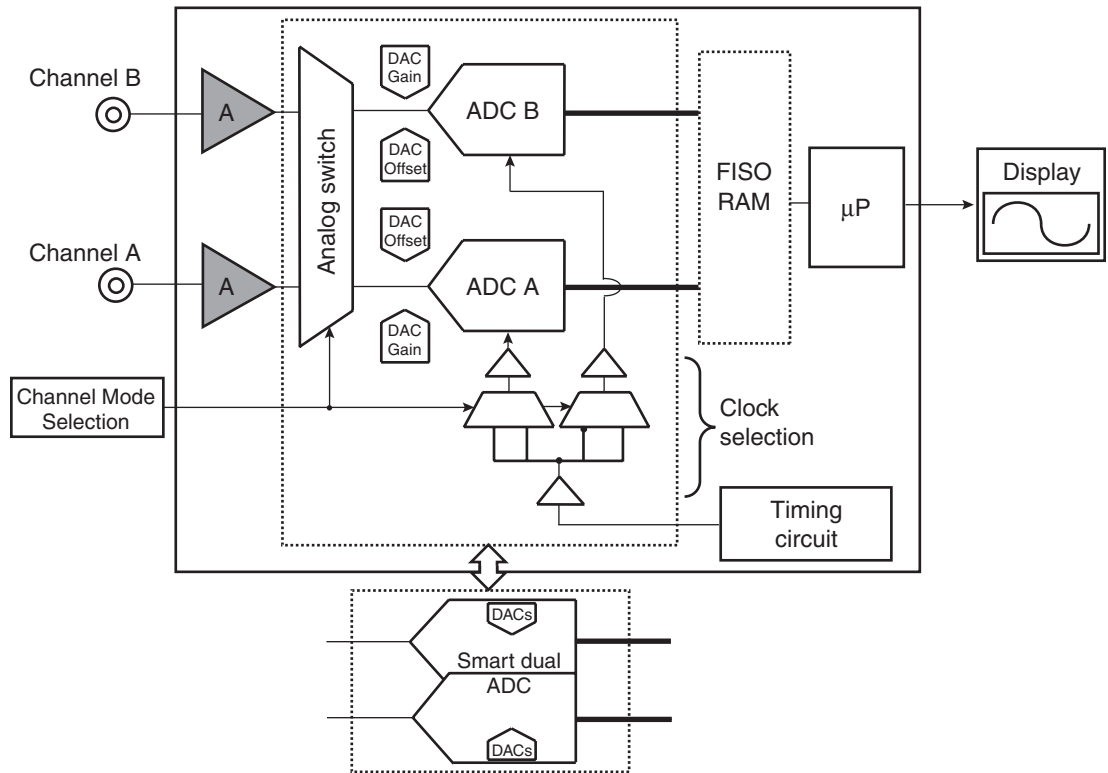 Channel B
A
Analog switch
DAC
Gain
ADC B
DAC
Offset
FISO
RAM
μP
Display
Channel A
A
DAC
Offset
ADC A
DAC
Gain
Channel Mode
Selection
Clock
selection
Timing
circuit
DACs
Smart dual
ADC
DACs